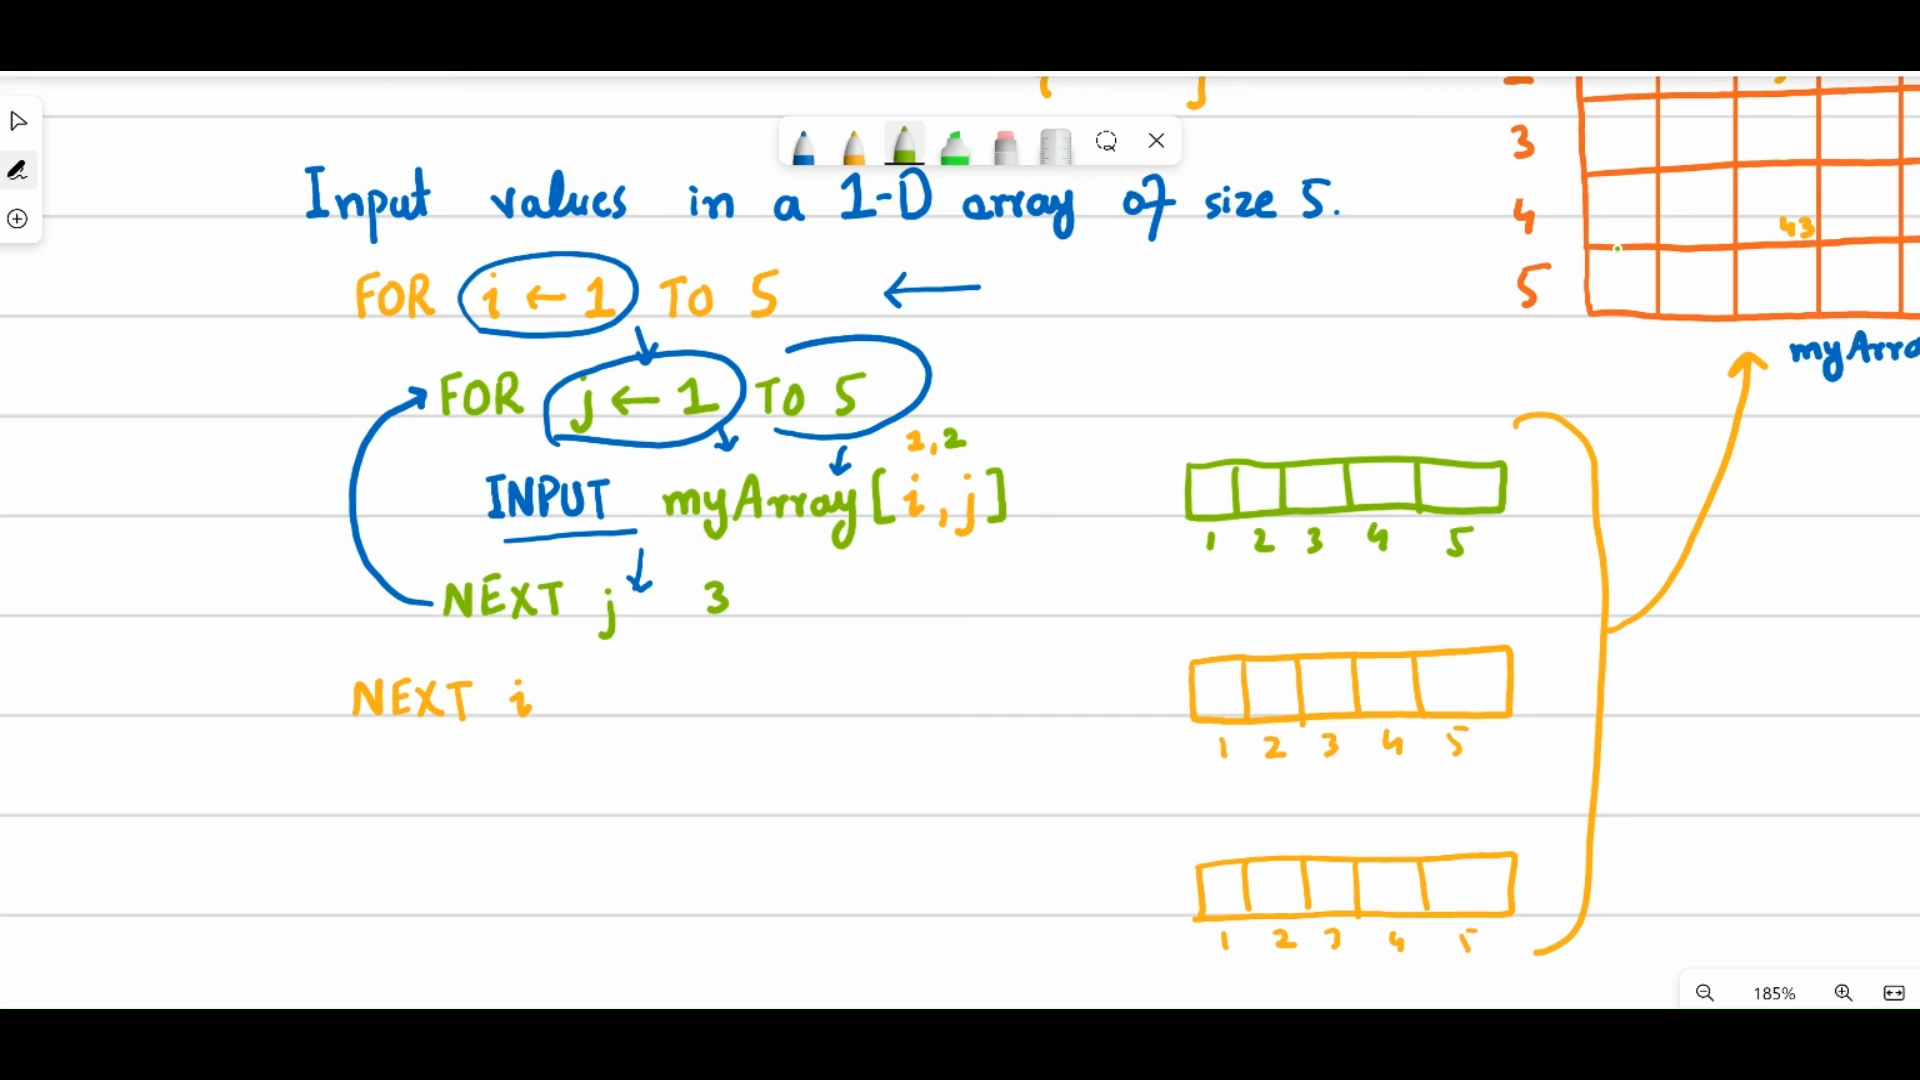 i j
Input values in a 1-D array of size 5.
FOR i ← 1 TO 5 ←
FOR j ← 1 TO 5
1,2
INPUT myArray[i,j]
NEXT j 3
NEXT i
3
4
43
5
myArra
1 2 3 4 5
1 2 3 4 5
1 2 3 4 5
185%